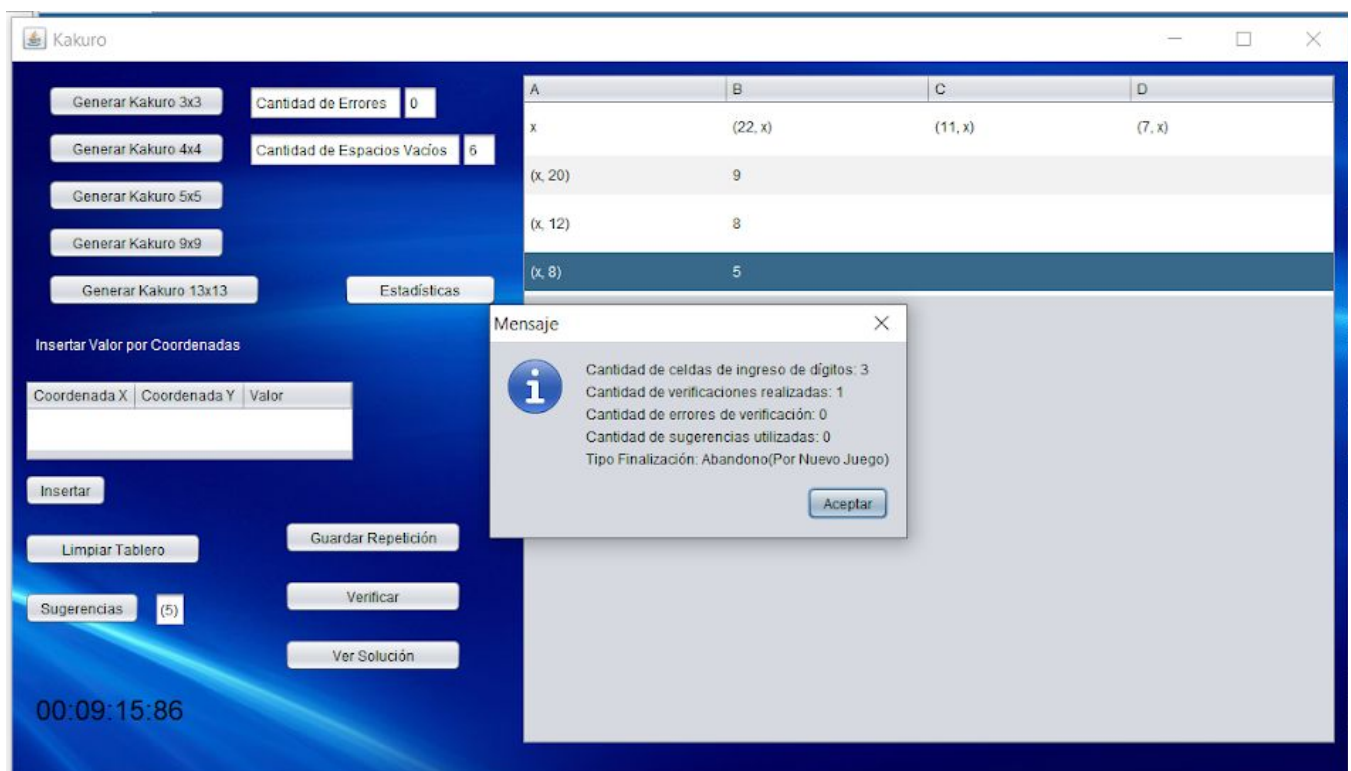 Kakuro
Generar Kakuro 3x3
Cantidad de Errores 0
Generar Kakuro 4x4
Cantidad de Espacios Vacíos 6
Generar Kakuro 5x5
Generar Kakuro 9x9
Generar Kakuro 13x13
Estadísticas
Insertar Valor por Coordenadas
Coordenada X Coordenada Y Valor
Insertar
Limpiar Tablero
Guardar Repetición
Sugerencias (5)
Verificar
Ver Solución
00:09:15:86
A B C D
x (22, x) (11, x) (7, x)
(x, 20) 9
(x, 12) 8
(x, 8) 5
Mensaje
Cantidad de celdas de ingreso de dígitos: 3
Cantidad de verificaciones realizadas: 1
Cantidad de errores de verificación: 0
Cantidad de sugerencias utilizadas: 0
Tipo Finalización: Abandono(Por Nuevo Juego)
Aceptar